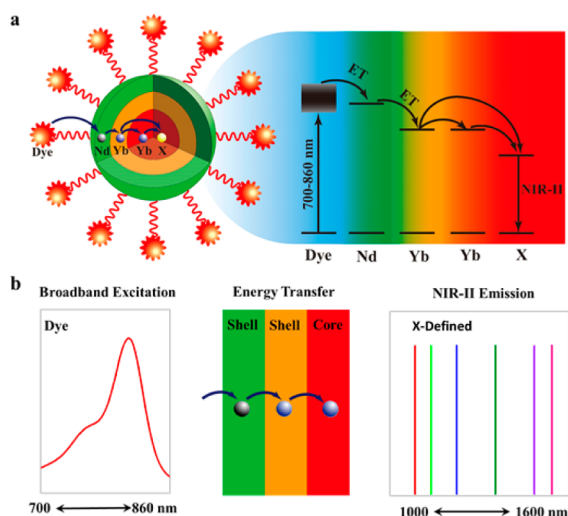 a
Dye
Nd
Yb
Yb
X
ET
ET
700-860 nm
NIR-II
Dye
Nd
Yb
Yb
X
b
Broadband Excitation
Energy Transfer
NIR-II Emission
Dye
Shell
Shell
Core
X-Defined
700
860 nm
1000
1600 nm